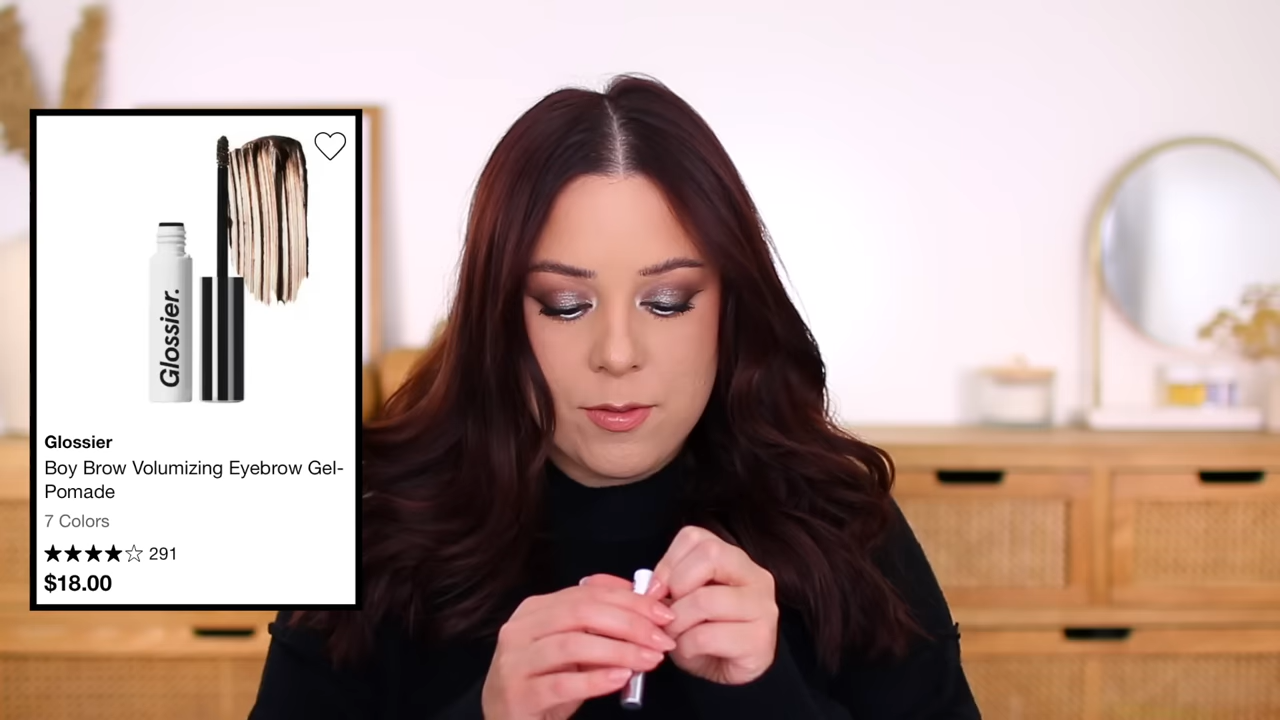 Glossier.
Glossier
Boy Brow Volumizing Eyebrow Gel-
Pomade
7 Colors
291
$18.00